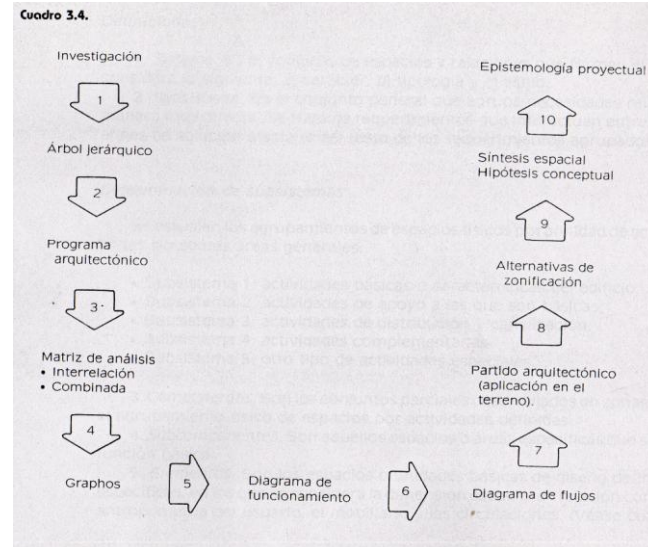 Cuadro 3.4.
Investigación
1
Árbol jerárquico
2
Programa
arquitectónico
3
Matriz de análisis
• Interrelación
• Combinada
4
Graphos
5
Diagrama de
funcionamiento
6
Diagrama de flujos
7
Partido arquitectónico
(aplicación en el
terreno).
8
Alternativas de
zonificación
9
Síntesis espacial
Hipótesis conceptual
10
Epistemología proyectual